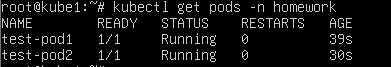 root@kube1:~# kubectl get pods -n homework
NAME READY STATUS RESTARTS AGE
test-pod1 1/1 Running 0 39s
test-pod2 1/1 Running 0 30s